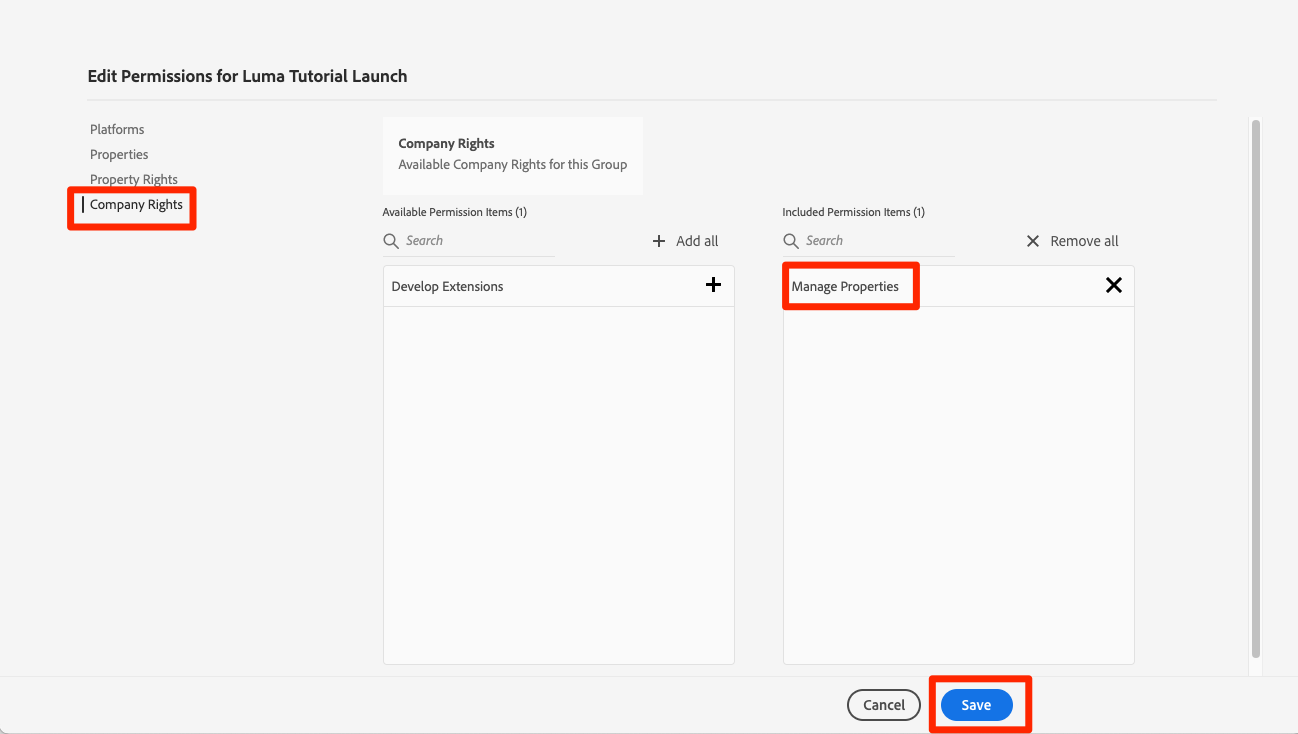 Edit Permissions for Luma Tutorial Launch
Platforms
Properties
Property Rights
Company Rights
Company Rights
Available Company Rights for this Group
Available Permission Items (1)
Search
Add all
Develop Extensions
Included Permission Items (1)
Search
Remove all
Manage Properties
Cancel
Save